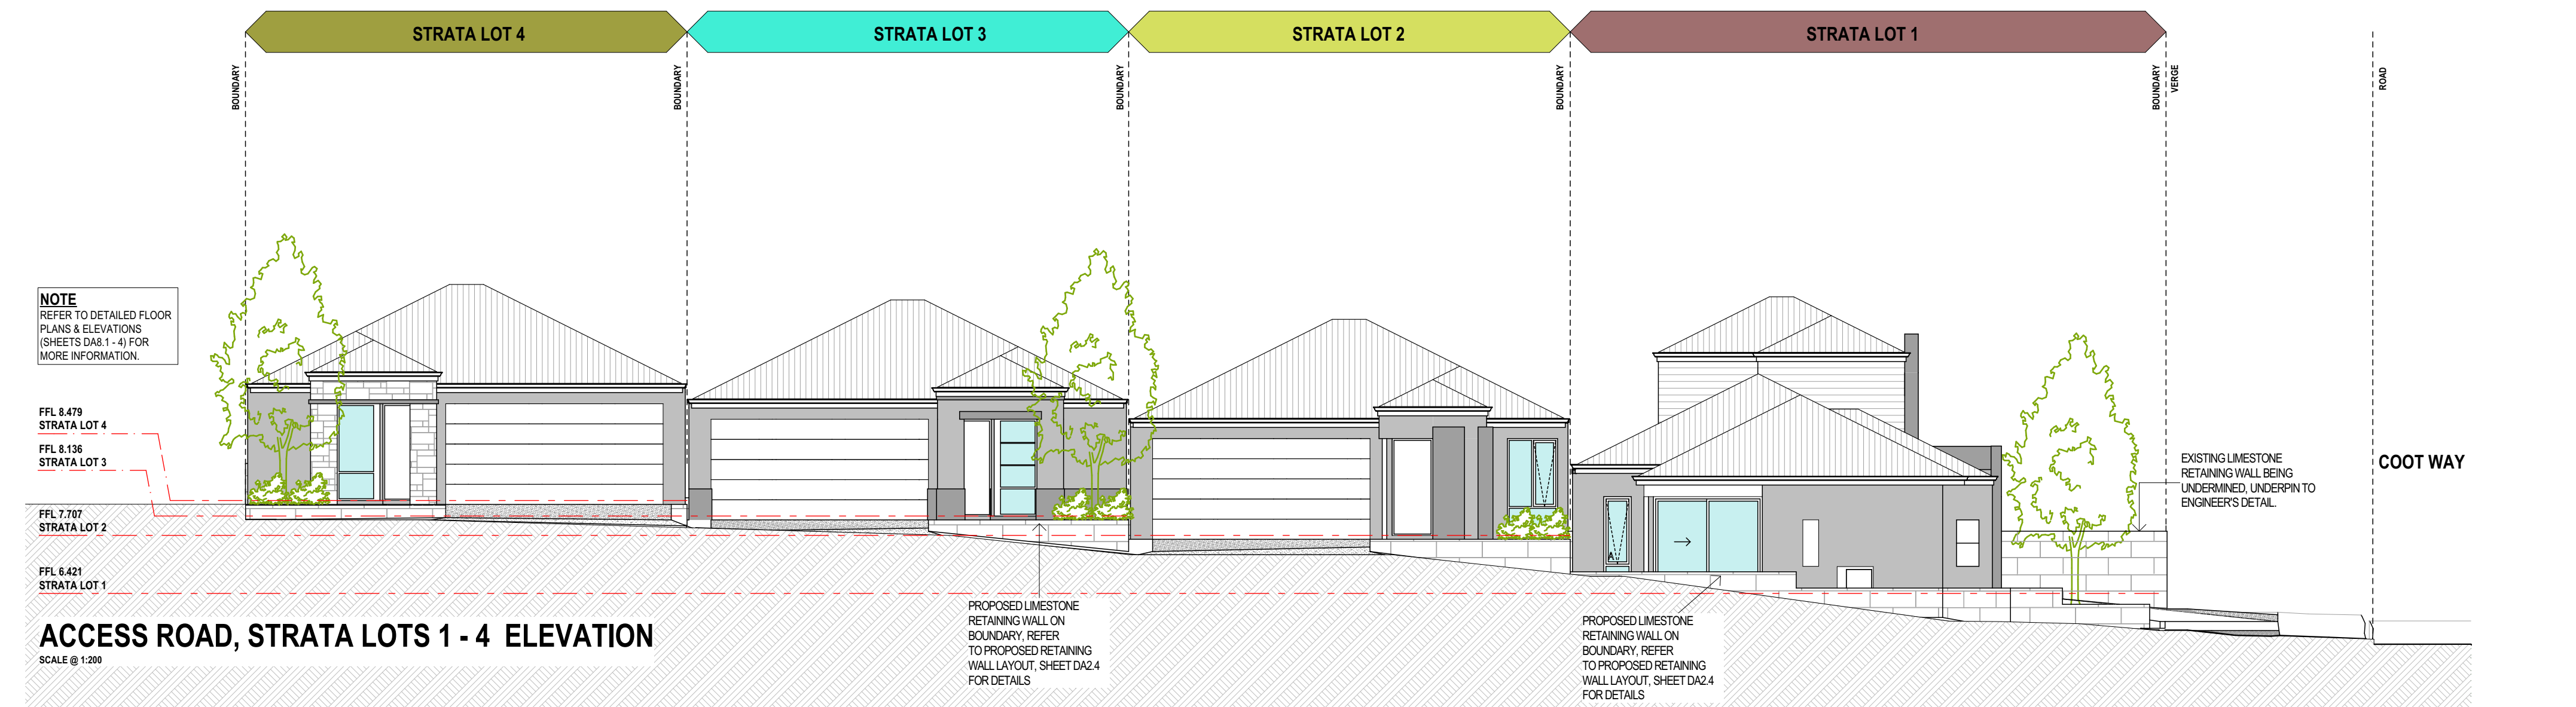 STRATA LOT 4
STRATA LOT 3
STRATA LOT 2
STRATA LOT 1
BOUNDARY
BOUNDARY
BOUNDARY
BOUNDARY
BOUNDARY
VERGE
ROAD
NOTE
REFER TO DETAILED FLOOR
PLANS & ELEVATIONS
(SHEETS DA8.1 - 4) FOR
MORE INFORMATION.
FFL 8.479
STRATA LOT 4
FFL 8.136
STRATA LOT 3
FFL 7.707
STRATA LOT 2
FFL 6.421
STRATA LOT 1
EXISTING LIMESTONE
RETAINING WALL BEING
UNDERMINED, UNDERPIN TO
ENGINEER'S DETAIL.
COOT WAY
A
PROPOSED LIMESTONE
RETAINING WALL ON
BOUNDARY, REFER
TO PROPOSED RETAINING
WALL LAYOUT, SHEET DA2.4
FOR DETAILS
PROPOSED LIMESTONE
RETAINING WALL ON
BOUNDARY, REFER
TO PROPOSED RETAINING
WALL LAYOUT, SHEET DA2.4
FOR DETAILS
ACCESS ROAD, STRATA LOTS 1 - 4 ELEVATION
SCALE @ 1:200